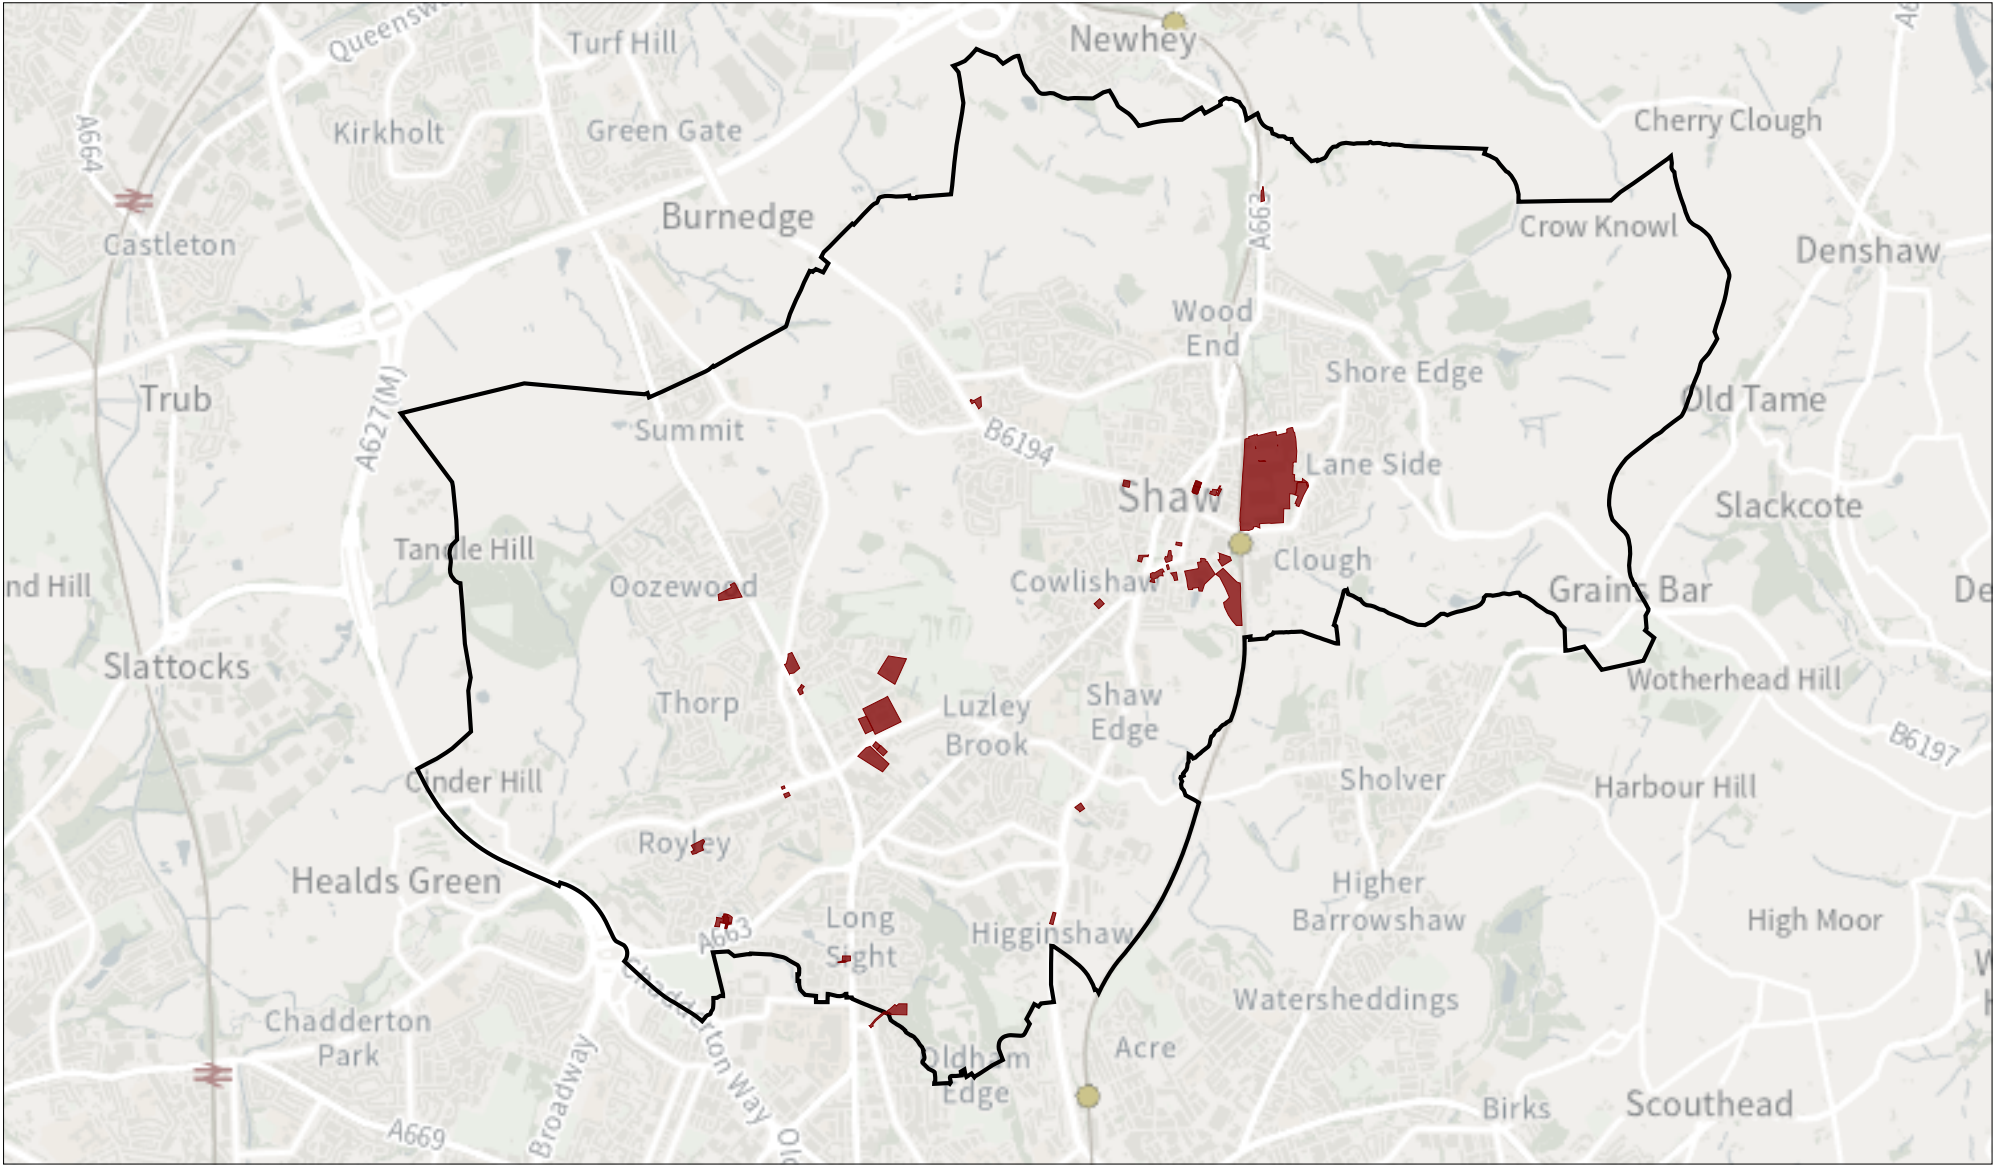 Queensw
Turf Hill
Newhey
A6
A664
Kirkholt
Green Gate
Cherry Clough
Castleton
Burnedge
A663
Crow Knowl
Denshaw
Wood
End
Trub
A627(M)
Summit
Shore Edge
Old Tame
B6194
Lane Side
Shaw
Slackcote
Tandle Hill
Oozewood
Cowlishaw
Clough
nd Hill
Grains Bar
De
Slattocks
Thorp
Luzley
Brook
Shaw
Edge
Wotherhead Hill
B6197
Cinder Hill
Sholver
Harbour Hill
Royley
Healds Green
Higher
Barrowshaw
High Moor
A663
Long
Sight
Higginshaw
W
H
Chadderton Way
Watersheddings
Chadderton
Park
Broadway
Oldham
Edge
Acre
Birks
Scouthead
A669
Old